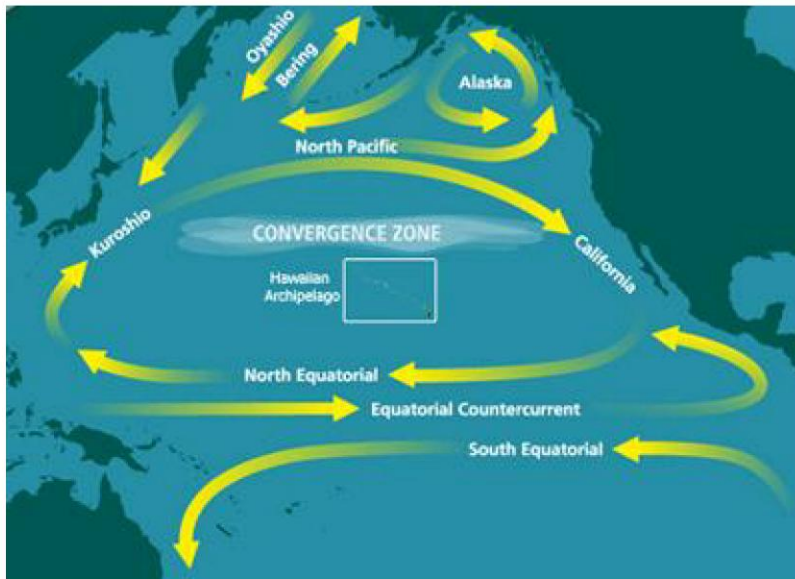 Oyashio
Bering
Alaska
North Pacific
Kuroshio
CONVERGENCE ZONE
California
Hawaiian
Archipelago
North Equatorial
Equatorial Countercurrent
South Equatorial